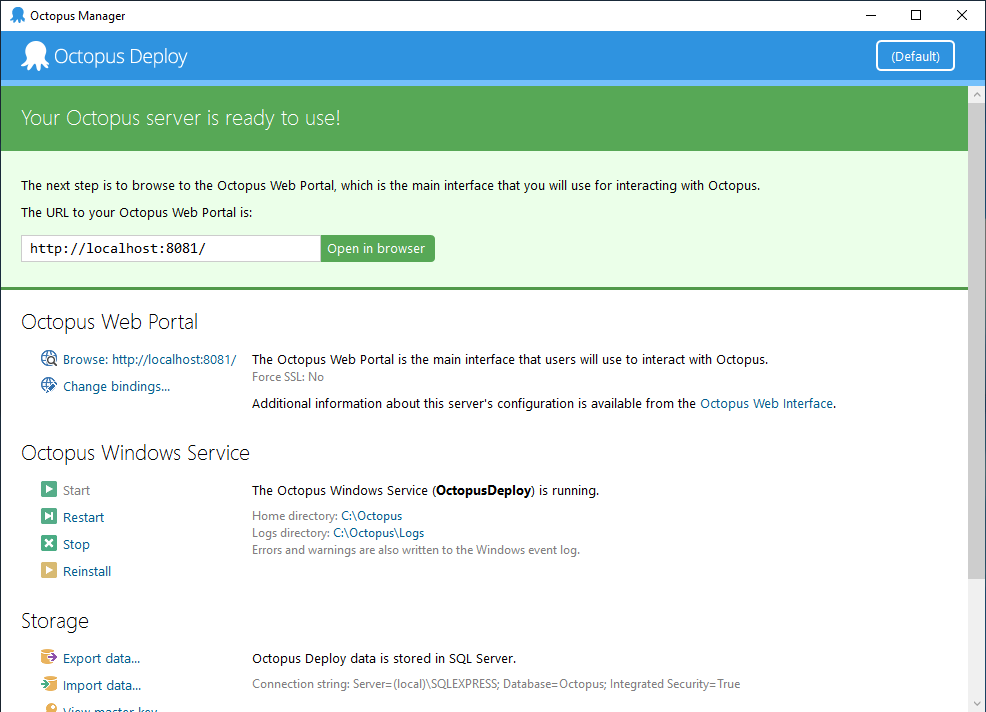 Octopus Manager
Octopus Deploy
(Default)
Your Octopus server is ready to use!
The next step is to browse to the Octopus Web Portal, which is the main interface that you will use for interacting with Octopus.
The URL to your Octopus Web Portal is:
http://localhost:8081/ Open in browser
Octopus Web Portal
Browse: http://localhost:8081/ The Octopus Web Portal is the main interface that users will use to interact with Octopus.
Force SSL: No
Change bindings...
Additional information about this server's configuration is available from the Octopus Web Interface.
Octopus Windows Service
Start The Octopus Windows Service (OctopusDeploy) is running.
Restart Home directory: C:\Octopus
Logs directory: C:\Octopus\Logs
Stop Errors and warnings are also written to the Windows event log.
Reinstall
Storage
Export data... Octopus Deploy data is stored in SQL Server.
Import data... Connection string: Server=(local)\SQLEXPRESS; Database=Octopus; Integrated Security=True
View master key